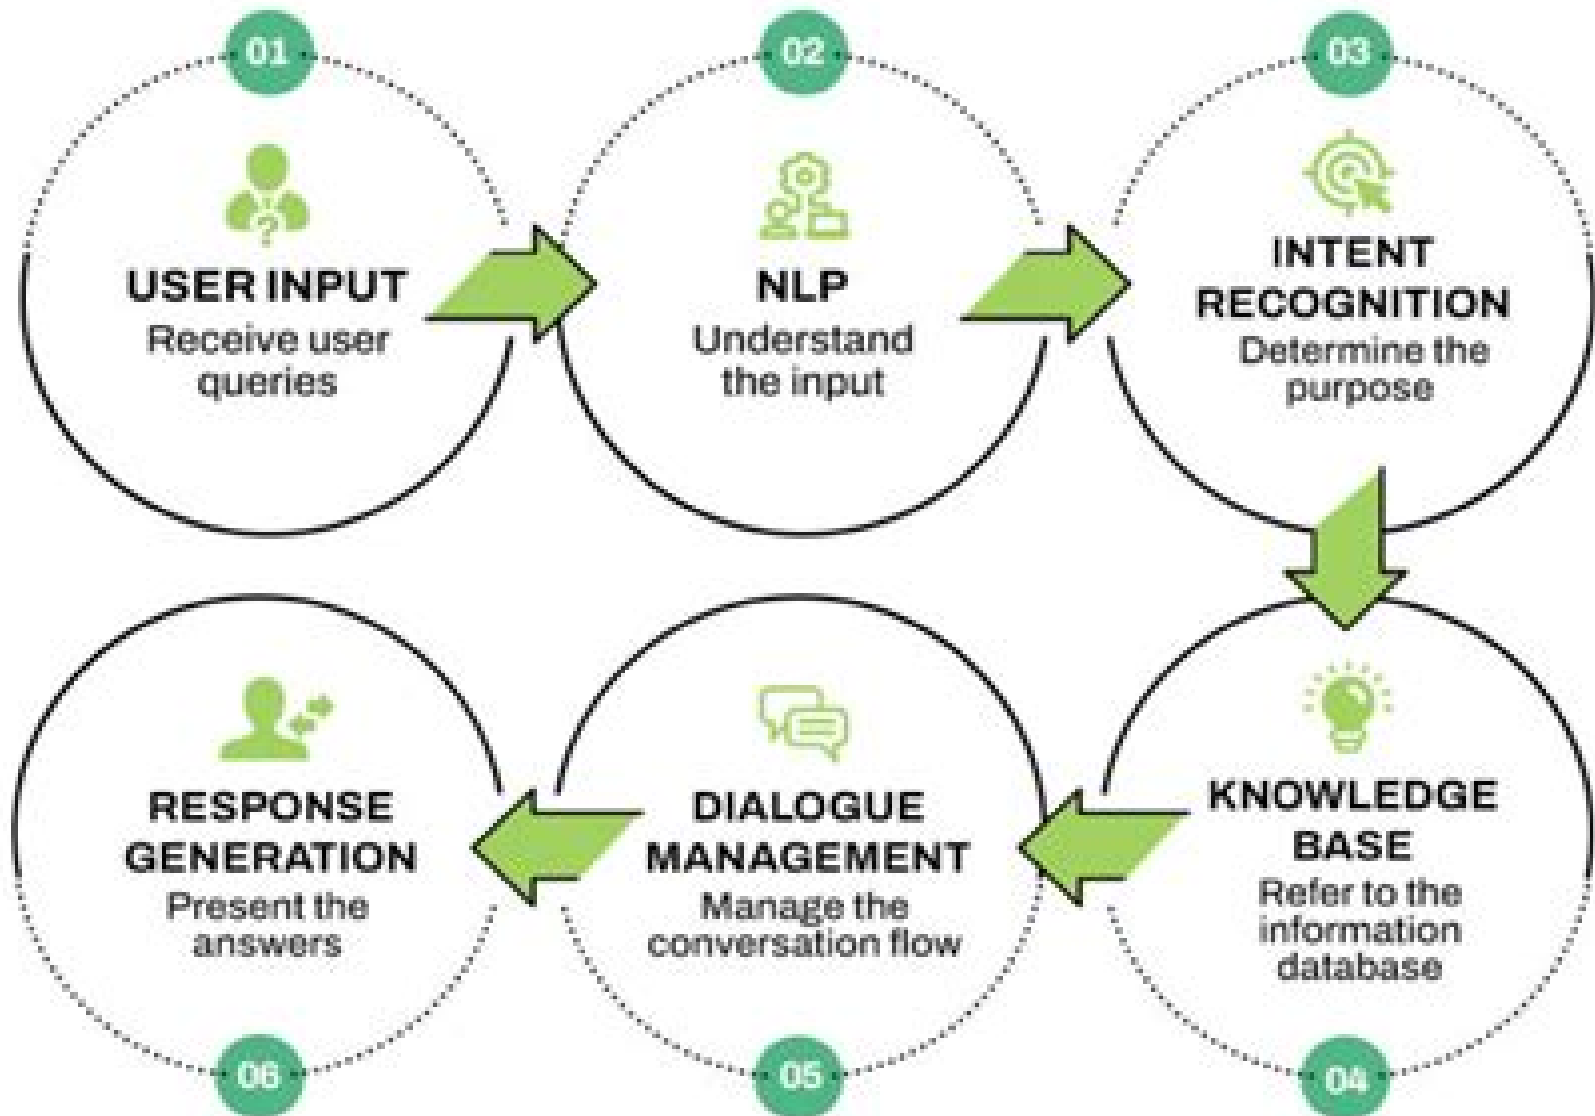 01
USER INPUT
Receive user
queries
02
NLP
Understand
the input
03
INTENT
RECOGNITION
Determine the
purpose
04
KNOWLEDGE
BASE
Refer to the
information
database
05
DIALOGUE
MANAGEMENT
Manage the
conversation flow
06
RESPONSE
GENERATION
Present the
answers